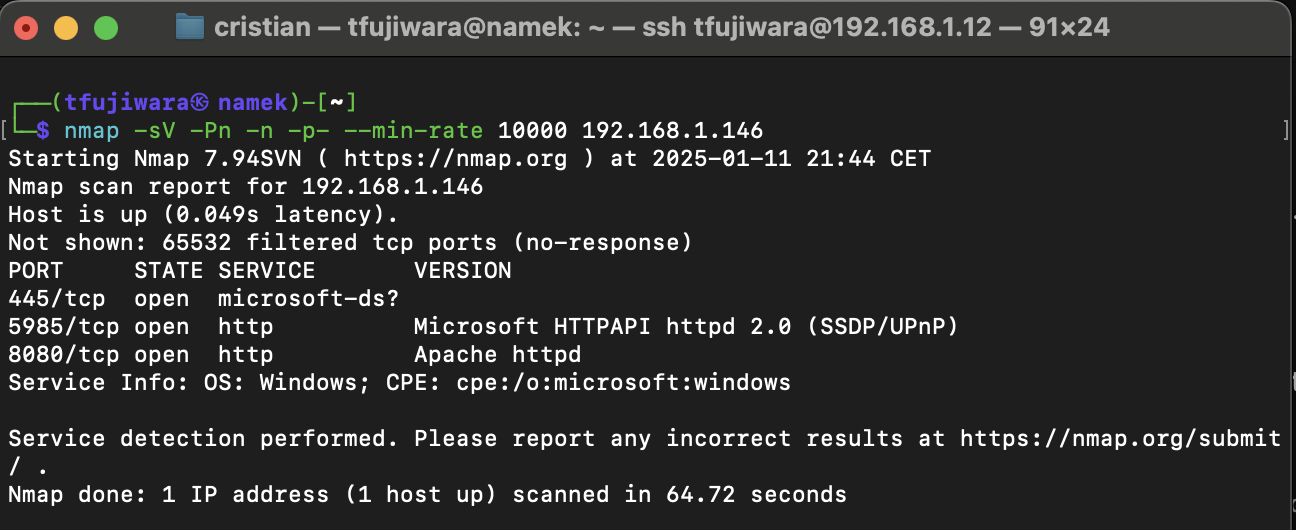 cristian — tfujiwara@namek: ~ — ssh tfujiwara@192.168.1.12 — 91×24
┌──(tfujiwara㉿ namek)-[~]
[└─$ nmap -sV -Pn -n -p- --min-rate 10000 192.168.1.146 ]
Starting Nmap 7.94SVN ( https://nmap.org ) at 2025-01-11 21:44 CET
Nmap scan report for 192.168.1.146
Host is up (0.049s latency).
Not shown: 65532 filtered tcp ports (no-response)
PORT     STATE SERVICE       VERSION
445/tcp  open  microsoft-ds?
5985/tcp open  http          Microsoft HTTPAPI httpd 2.0 (SSDP/UPnP)
8080/tcp open  http          Apache httpd
Service Info: OS: Windows; CPE: cpe:/o:microsoft:windows
Service detection performed. Please report any incorrect results at https://nmap.org/submit
/ .
Nmap done: 1 IP address (1 host up) scanned in 64.72 seconds